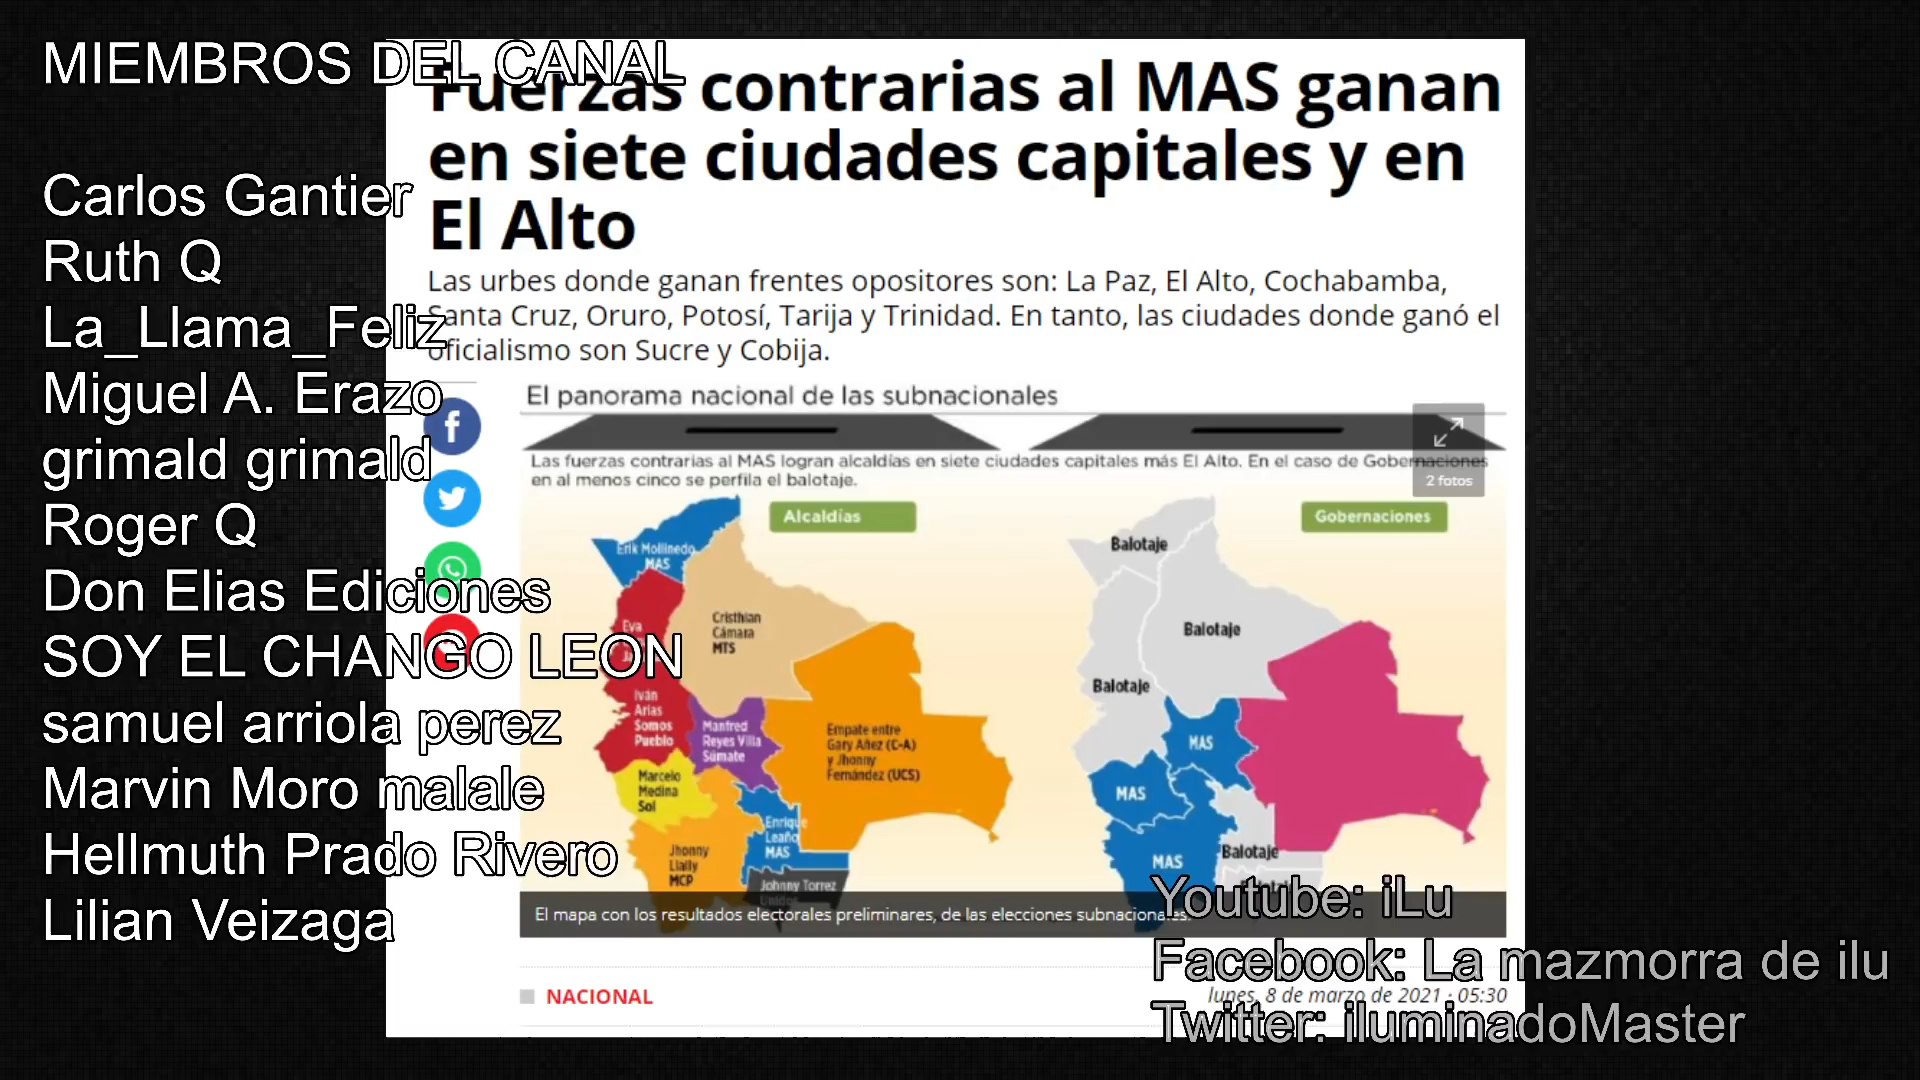 MIEMBROS DEL CANAL
Carlos Gantier
Ruth Q
La_Llama_Feliz
Miguel A. Erazo
grimald grimald
Roger Q
Don Elias Ediciones
SOY EL CHANGO LEON
samuel arriola perez
Marvin Moro malale
Hellmuth Prado Rivero
Lilian Veizaga
Fuerzas contrarias al MAS ganan
en siete ciudades capitales y en
El Alto
Las urbes donde ganan frentes opositores son: La Paz, El Alto, Cochabamba,
Santa Cruz, Oruro, Potosí, Tarija y Trinidad. En tanto, las ciudades donde ganó el
oficialismo son Sucre y Cobija.
El panorama nacional de las subnacionales
Las fuerzas contrarias al MAS logran alcaldías en siete ciudades capitales más El Alto. En el caso de Gobernaciones
en al menos cinco se perfila el balotaje.
2 fotos
Alcaldías
Erik Mollinedo
MAS
Cristhian
Cámara
MTS
Eva
Iván
Arias
Somos
Pueblo
Manfred
Reyes Villa
Súmate
Empate entre
Gary Añez (C-A)
y Jhonny
Fernández (UCS)
Marcelo
Medina
Sol
Enrique
Leaño
MAS
Jhonny
Llally
MCP
Johnny Torrez
Unidos
Gobernaciones
Balotaje
Balotaje
Balotaje
MAS
MAS
MAS
Balotaje
El mapa con los resultados electorales preliminares, de las elecciones subnacionales.
NACIONAL
lunes, 8 de marzo de 2021 · 05:30
Youtube: iLu
Facebook: La mazmorra de ilu
Twitter: iluminadoMaster